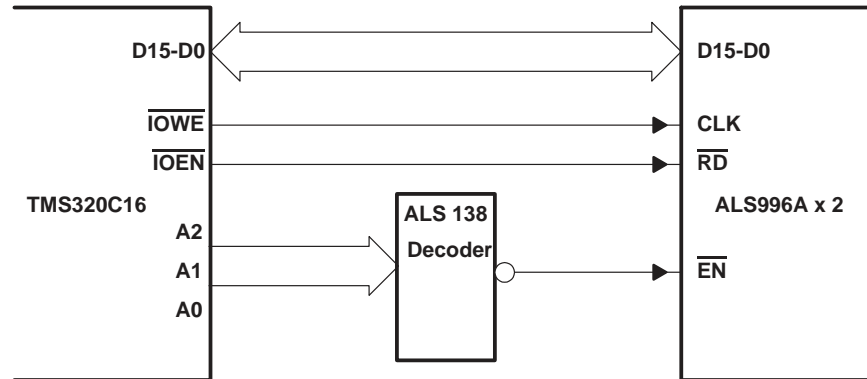 D15-D0
D15-D0
IOWE
CLK
IOEN
RD
TMS320C16
ALS 138
Decoder
ALS996A x 2
A2
A1
EN
A0